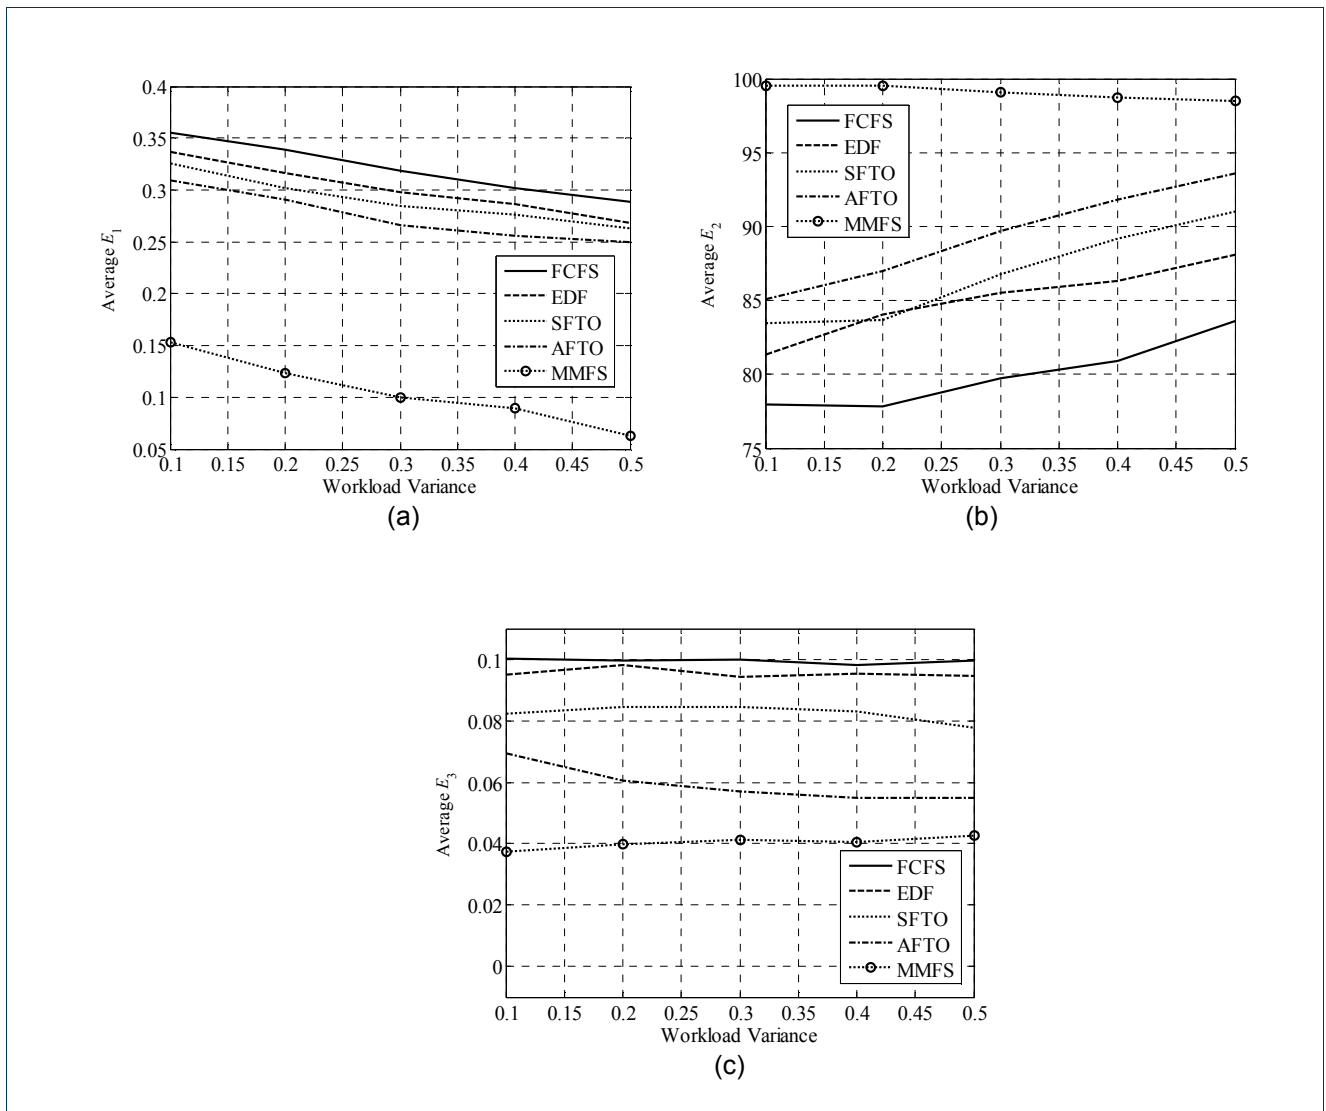 0.4
0.35
0.3
0.25
0.2
0.15
0.1
0.05
Average E1
FCFS
EDF
SFTO
AFTO
MMFS
0.1 0.15 0.2 0.25 0.3 0.35 0.4 0.45 0.5
Workload Variance
(a)
100
95
90
85
80
75
Average E2
FCFS
EDF
SFTO
AFTO
MMFS
0.1 0.15 0.2 0.25 0.3 0.35 0.4 0.45 0.5
Workload Variance
(b)
0.1
0.08
0.06
0.04
0.02
0
Average E3
FCFS
EDF
SFTO
AFTO
MMFS
0.1 0.15 0.2 0.25 0.3 0.35 0.4 0.45 0.5
Workload Variance
(c)